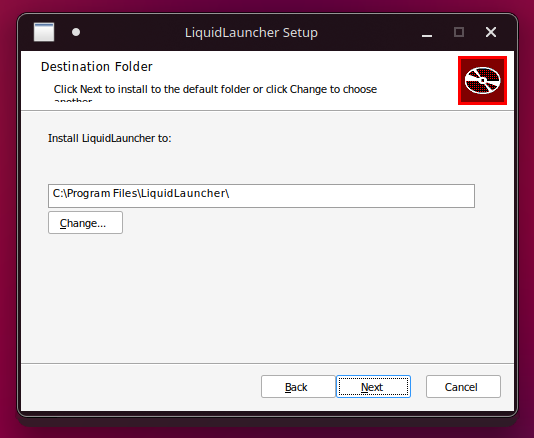 LiquidLauncher Setup
Destination Folder
Click Next to install to the default folder or click Change to choose
another.
Install LiquidLauncher to:
C:\Program Files\LiquidLauncher\
Change...
Back
Next
Cancel